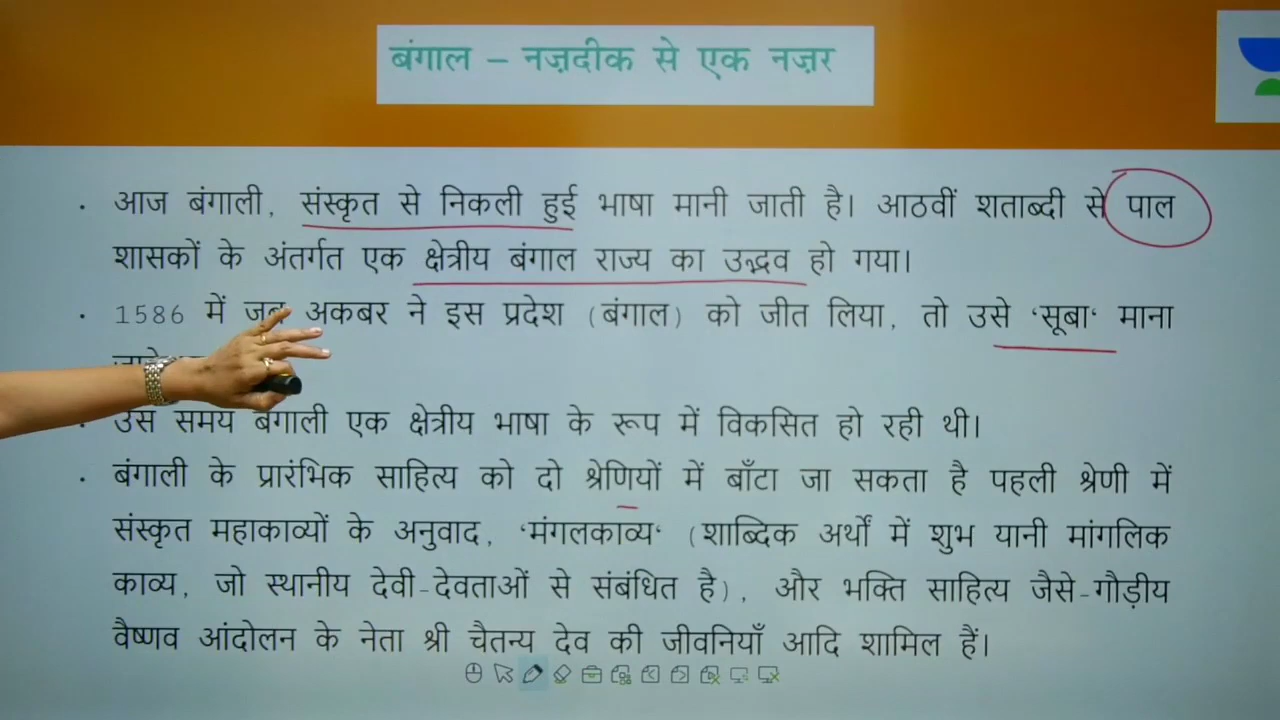 बंगाल – नज़दीक से एक नज़र
• आज बंगाली, संस्कृत से निकली हुई भाषा मानी जाती है। आठवीं शताब्दी से पाल
शासकों के अंतर्गत एक क्षेत्रीय बंगाल राज्य का उद्भव हो गया।
• 1586 में जब अकबर ने इस प्रदेश (बंगाल) को जीत लिया, तो उसे ‘सूबा‘ माना
• उस समय बंगाली एक क्षेत्रीय भाषा के रूप में विकसित हो रही थी।
• बंगाली के प्रारंभिक साहित्य को दो श्रेणियों में बाँटा जा सकता है पहली श्रेणी में
संस्कृत महाकाव्यों के अनुवाद, ‘मंगलकाव्य‘ (शाब्दिक अर्थों में शुभ यानी मांगलिक
काव्य, जो स्थानीय देवी-देवताओं से संबंधित है), और भक्ति साहित्य जैसे-गौड़ीय
वैष्णव आंदोलन के नेता श्री चैतन्य देव की जीवनियाँ आदि शामिल हैं।